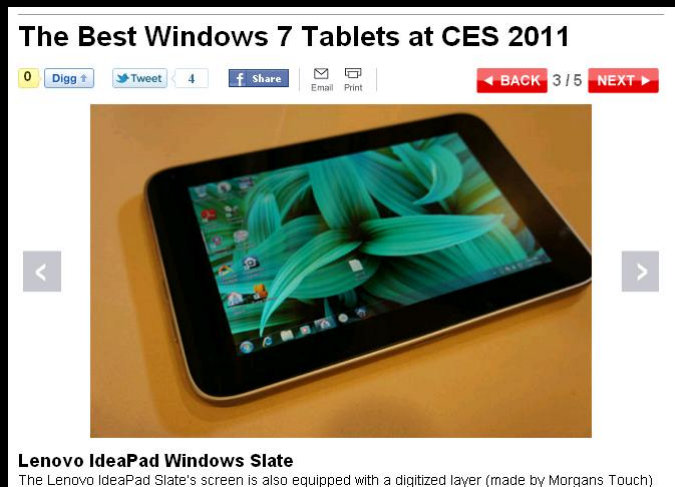 The Best Windows 7 Tablets at CES 2011
0 Digg Tweet 4 f Share Email Print BACK 3 / 5 NEXT
Lenovo IdeaPad Windows Slate
The Lenovo IdeaPad Slate's screen is also equipped with a digitized layer (made by Morgans Touch)